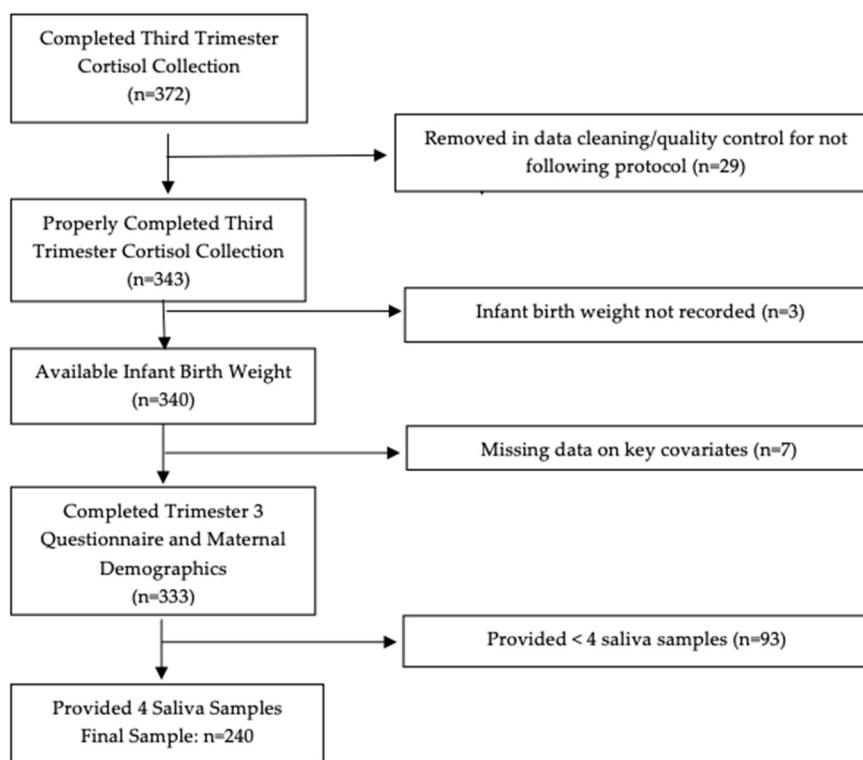 Completed Third Trimester
Cortisol Collection
(n=372)
Removed in data cleaning/quality control for not
following protocol (n=29)
Properly Completed Third
Trimester Cortisol Collection
(n=343)
Infant birth weight not recorded (n=3)
Available Infant Birth Weight
(n=340)
Missing data on key covariates (n=7)
Completed Trimester 3
Questionnaire and Maternal
Demographics
(n=333)
Provided < 4 saliva samples (n=93)
Provided 4 Saliva Samples
Final Sample: n=240